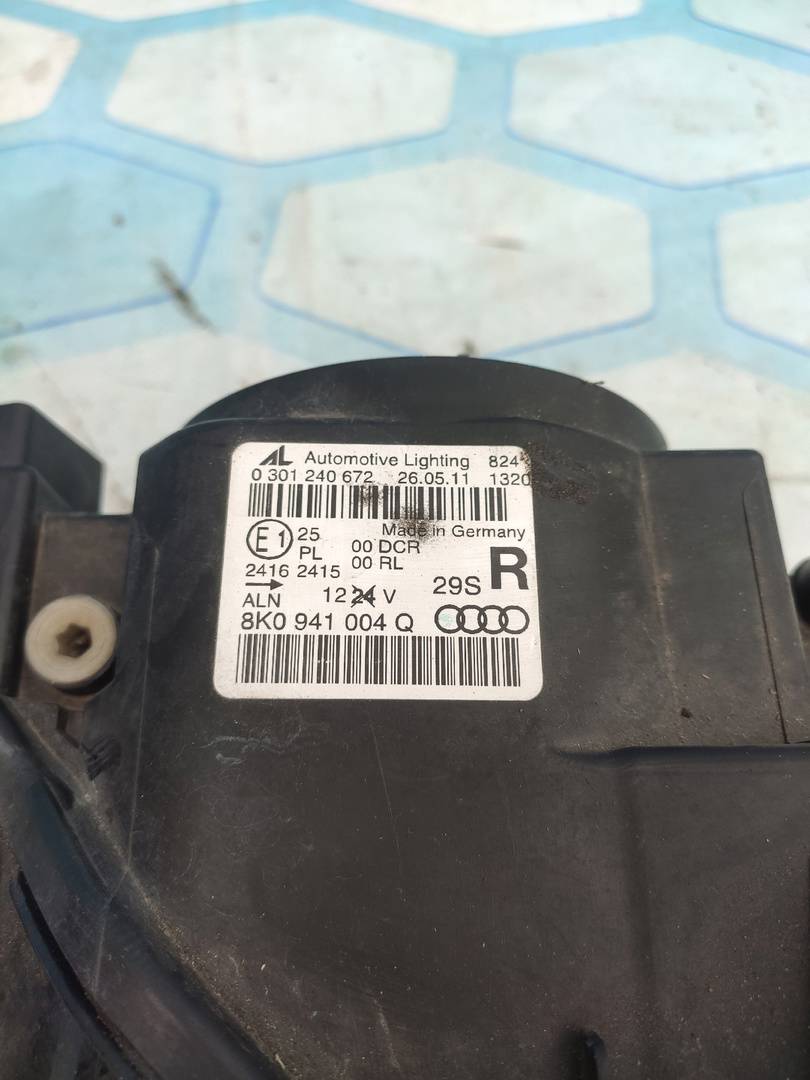 AL Automotive Lighting 824
0 301 240 672 26.05.11 1320
Made in Germany
E1 25
PL 00 DCR
00 RL
2416 2415
→
ALN 12 24 V 29S R
8K0 941 004 Q